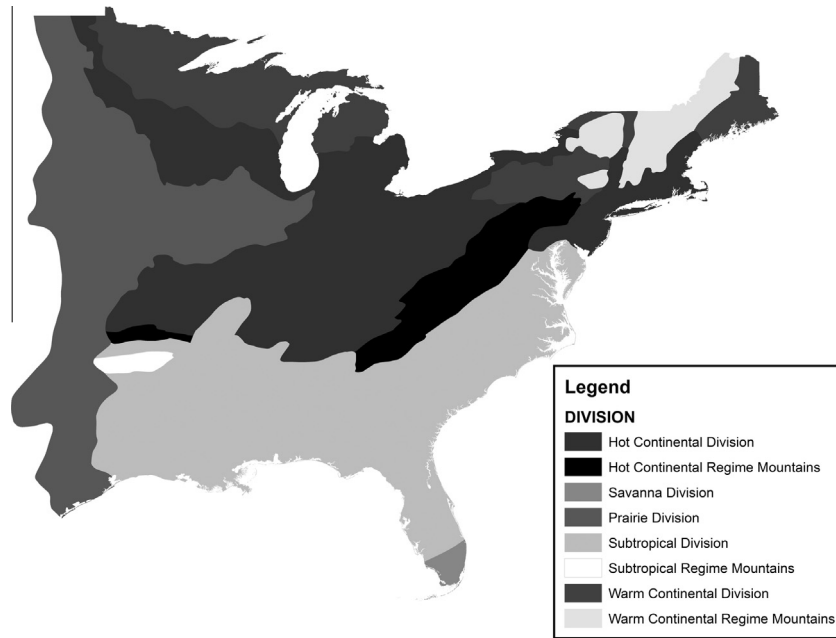 Legend
DIVISION
Hot Continental Division
Hot Continental Regime Mountains
Savanna Division
Prairie Division
Subtropical Division
Subtropical Regime Mountains
Warm Continental Division
Warm Continental Regime Mountains